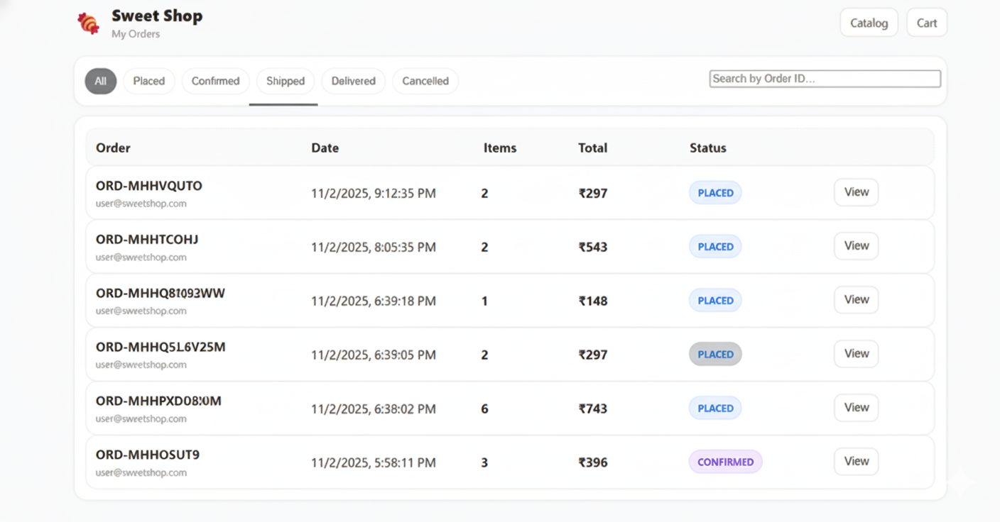 Sweet Shop
My Orders
Catalog Cart
All Placed Confirmed Shipped Delivered Cancelled Search by Order ID...
Order Date Items Total Status
ORD-MHHVQUTO
user@sweetshop.com
11/2/2025, 9:12:35 PM 2 ₹297 PLACED View
ORD-MHHTCOHJ
user@sweetshop.com
11/2/2025, 8:05:35 PM 2 ₹543 PLACED View
user@sweetshop.com
11/2/2025, 6:39:18 PM 1 ₹148 PLACED View
user@sweetshop.com
11/2/2025, 6:39:05 PM 2 ₹297 PLACED View
user@sweetshop.com
11/2/2025, 6:38:02 PM 6 ₹743 PLACED View
ORD-MHHOSUT9
user@sweetshop.com
11/2/2025, 5:58:11 PM 3 ₹396 CONFIRMED View